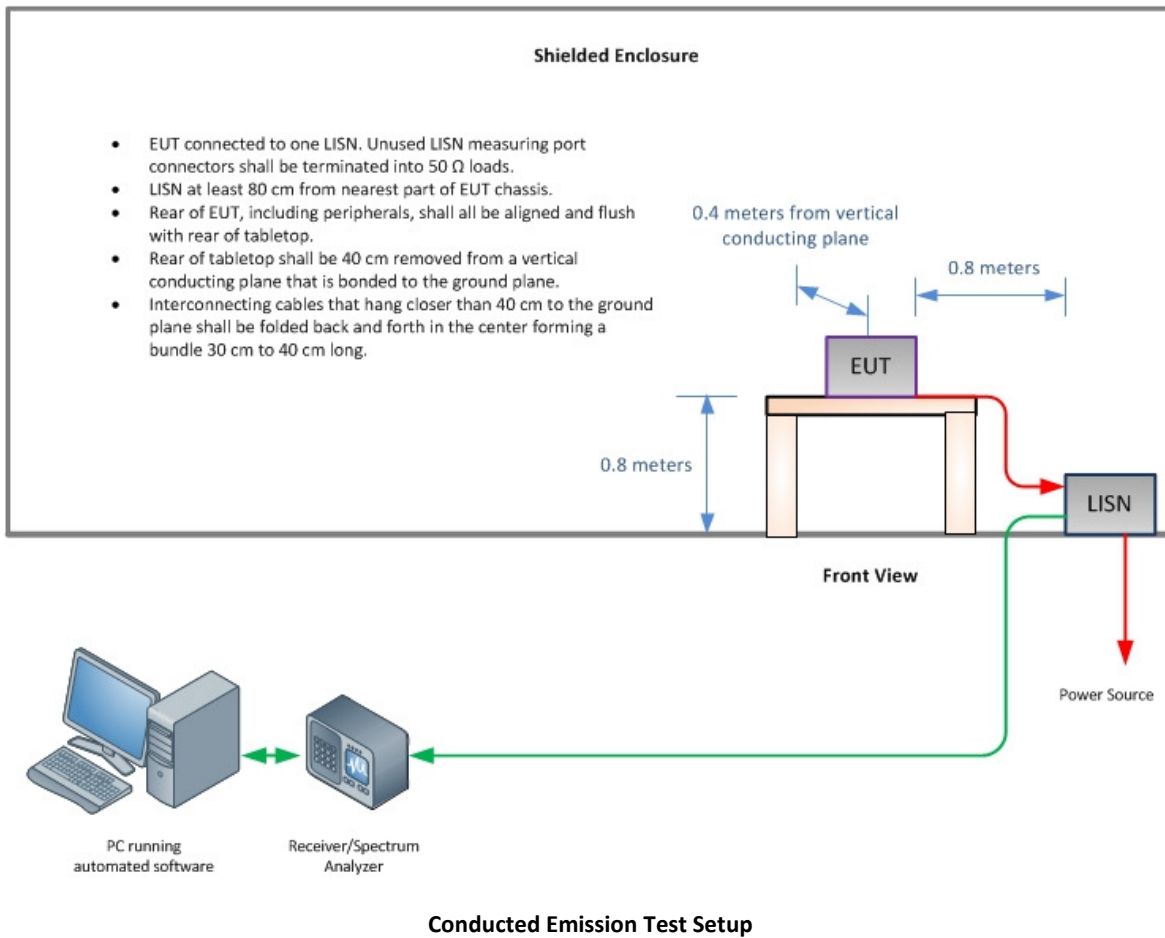 Shielded Enclosure
• EUT connected to one LISN. Unused LISN measuring port
connectors shall be terminated into 50 Ω loads.
• LISN at least 80 cm from nearest part of EUT chassis.
• Rear of EUT, including peripherals, shall all be aligned and flush
with rear of tabletop.
• Rear of tabletop shall be 40 cm removed from a vertical
conducting plane that is bonded to the ground plane.
• Interconnecting cables that hang closer than 40 cm to the ground
plane shall be folded back and forth in the center forming a
bundle 30 cm to 40 cm long.
0.4 meters from vertical
conducting plane
0.8 meters
EUT
0.8 meters
LISN
Front View
Power Source
PC running
automated software
Receiver/Spectrum
Analyzer
Conducted Emission Test Setup